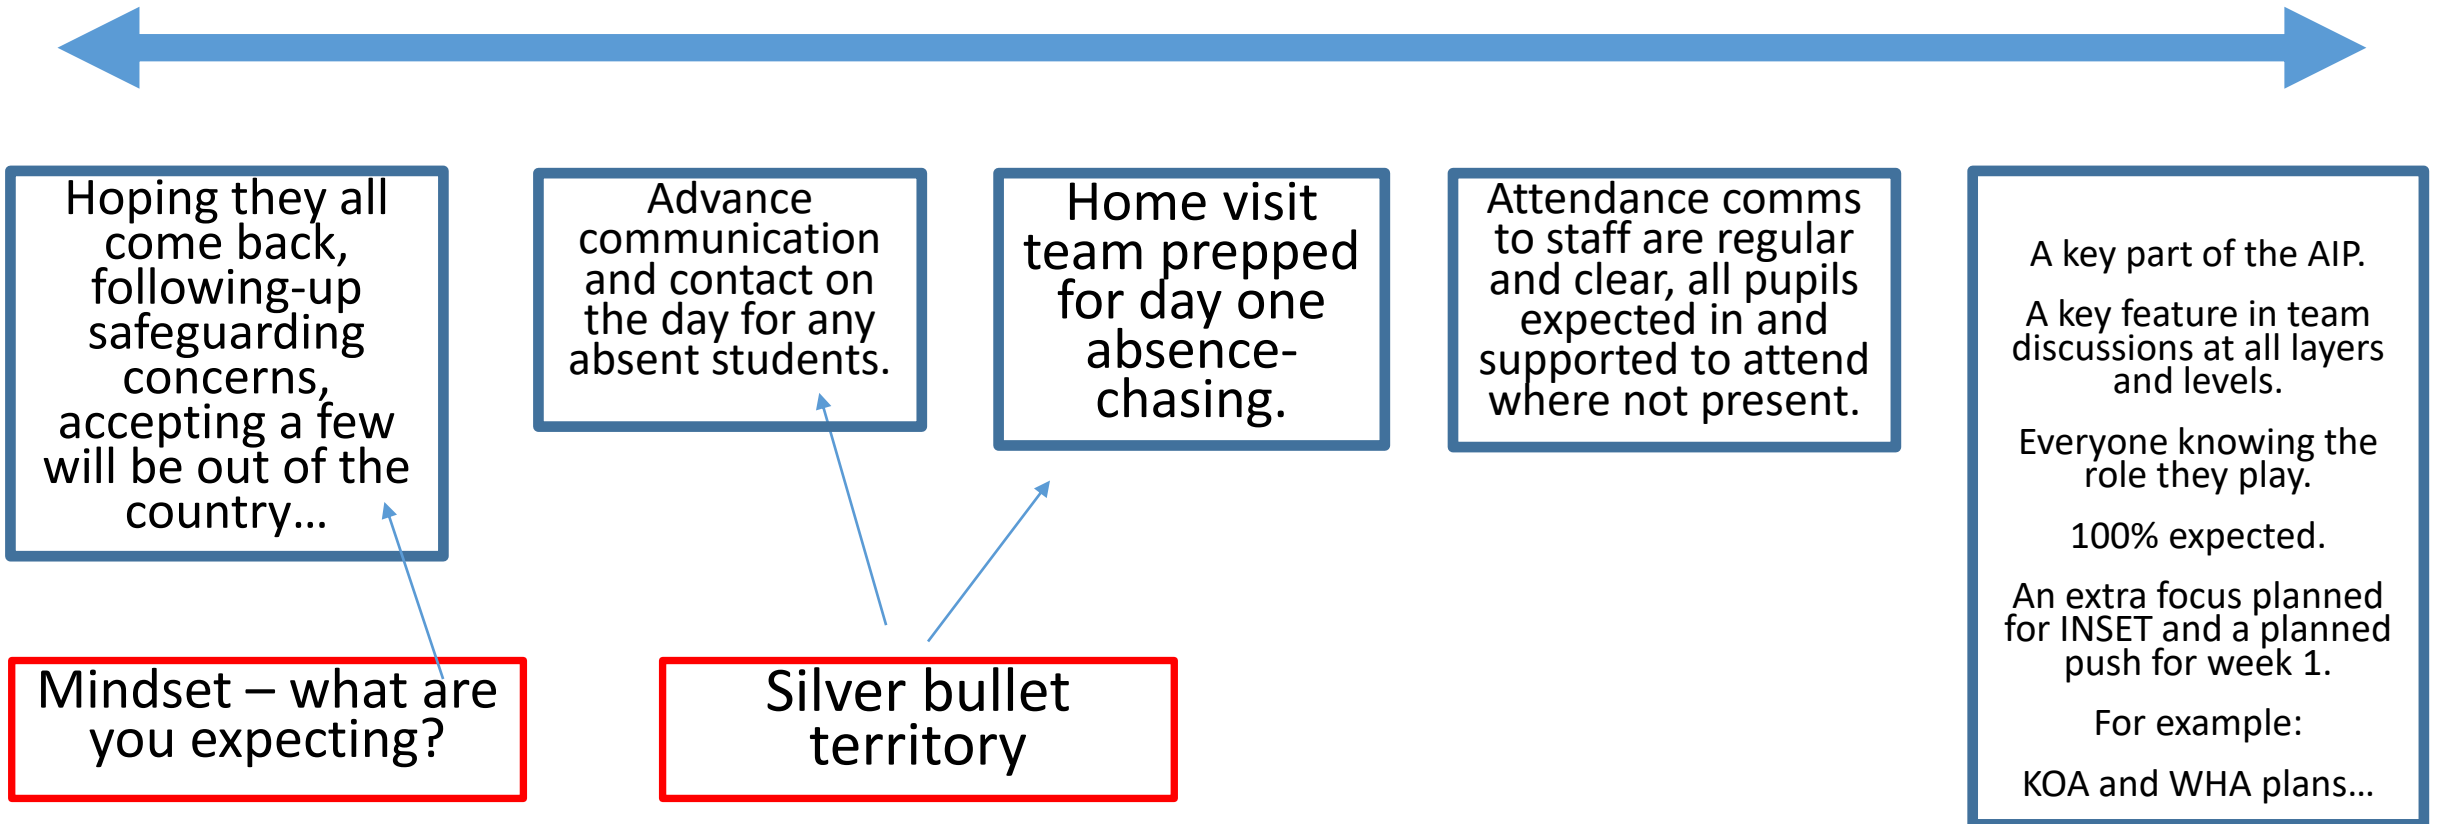 Hoping they all
come back,
following-up
safeguarding
concerns,
accepting a few
will be out of the
country…
Advance
communication
and contact on
the day for any
absent students.
Home visit
team prepped
for day one
absence-
chasing.
Attendance comms
to staff are regular
and clear, all pupils
expected in and
supported to attend
where not present.
A key part of the AIP.
A key feature in team
discussions at all layers
and levels.
Everyone knowing the
role they play.
100% expected.
An extra focus planned
for INSET and a planned
push for week 1.
For example:
KOA and WHA plans…
Mindset – what are
you expecting?
Silver bullet
territory